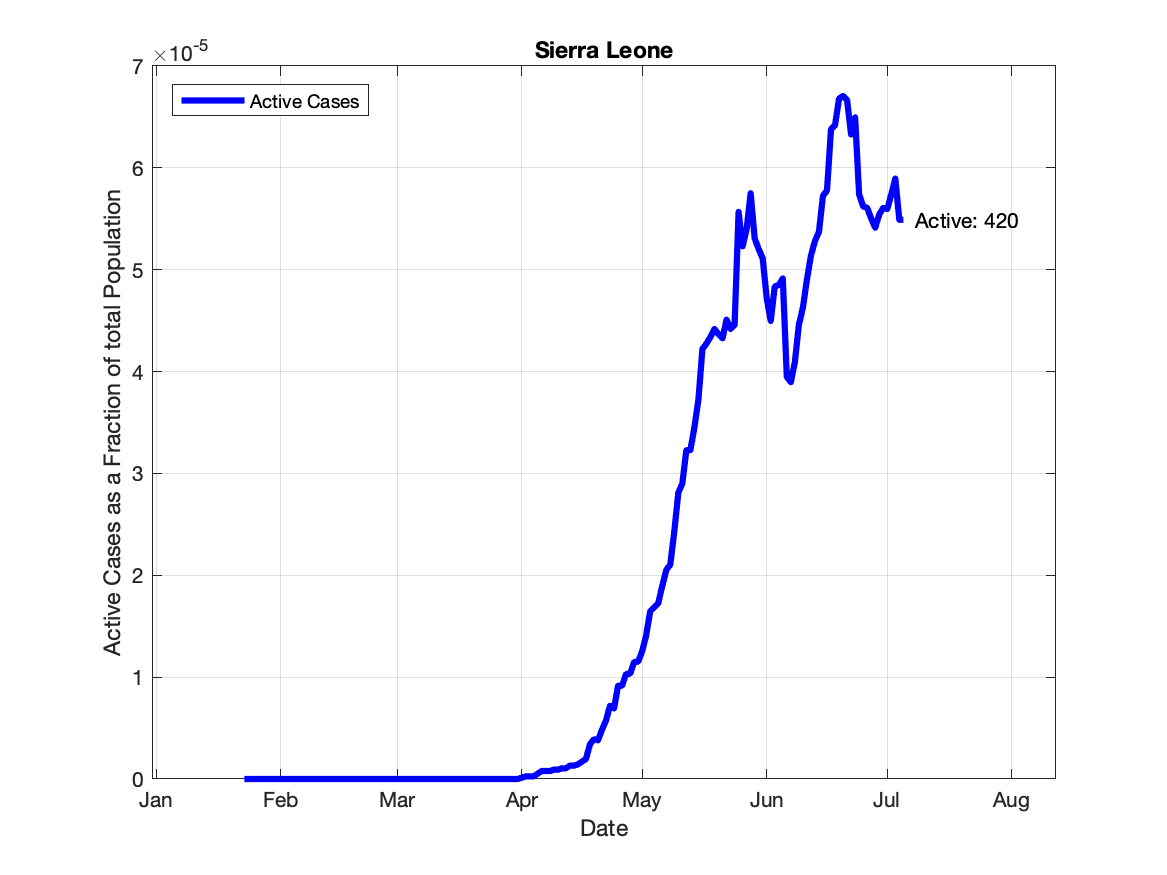 Sierra Leone
×10-5
Active Cases
7
6
5
4
3
2
1
0
Active Cases as a Fraction of total Population
Active: 420
Jan Feb Mar Apr May Jun Jul Aug
Date